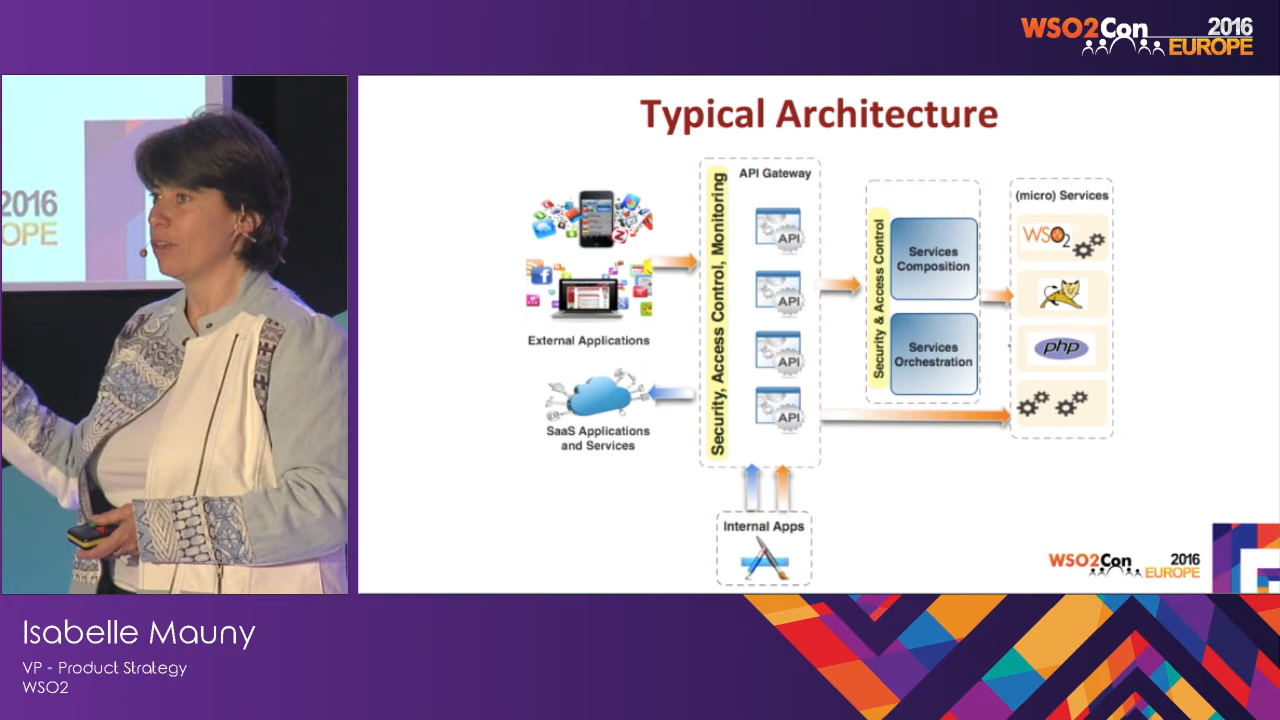 WSO2Con 2016
EUROPE
2016
OPE
Typical Architecture
API Gateway
Security, Access Control, Monitoring
API
API
API
API
External Applications
SaaS Applications
and Services
Internal Apps
Security & Access Control
Services
Composition
Services
Orchestration
(micro) Services
WSO2
php
WSO2Con 2016
EUROPE
Isabelle Mauny
VP - Product Strategy
WSO2